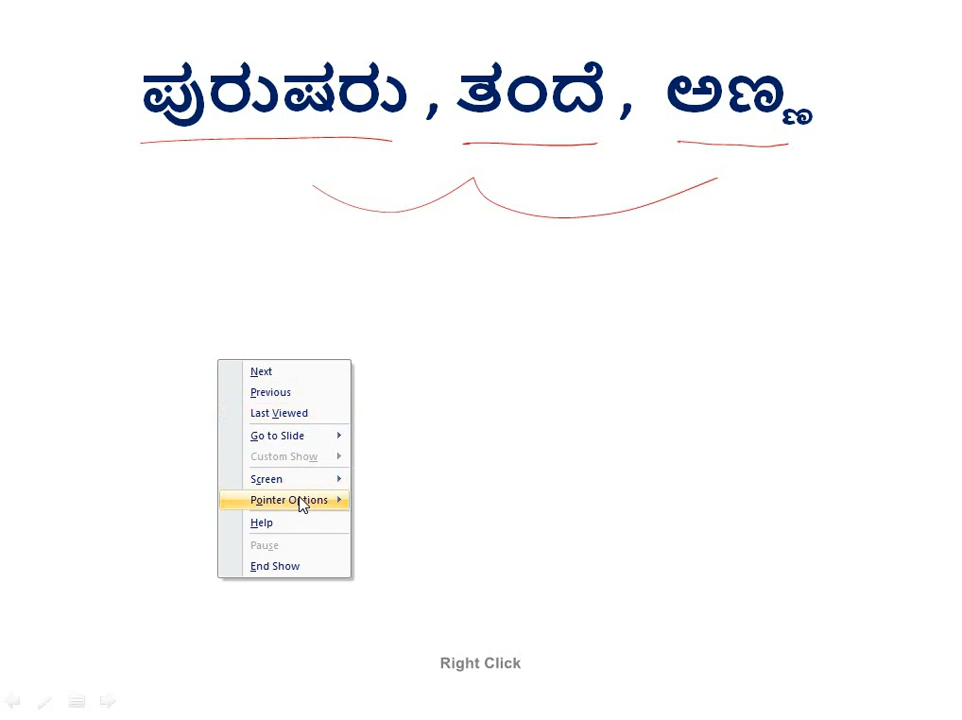 ಪುರುಷರು , ತಂದೆ , ಅಣ್ಣ
Next
Previous
Last Viewed
Go to Slide
Custom Show
Screen
Pointer Options
Help
Pause
End Show
Right Click